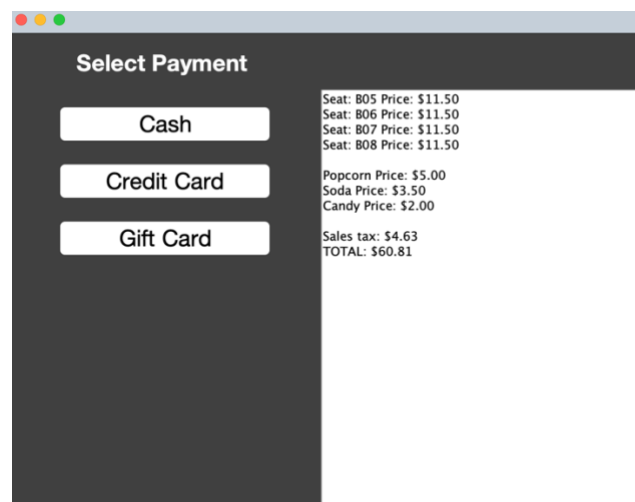 Select Payment
Cash
Credit Card
Gift Card
Seat: B05 Price: $11.50
Seat: B06 Price: $11.50
Seat: B07 Price: $11.50
Seat: B08 Price: $11.50
Popcorn Price: $5.00
Soda Price: $3.50
Candy Price: $2.00
Sales tax: $4.63
TOTAL: $60.81